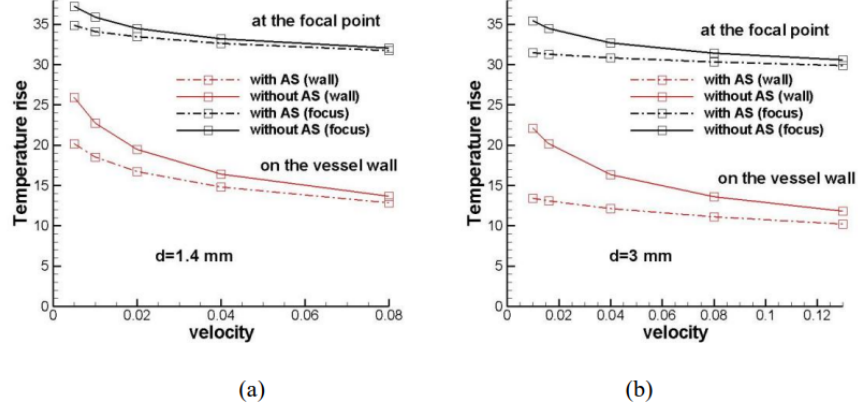 Temperature rise
35
30
25
20
15
10
5
0
at the focal point
with AS (wall)
without AS (wall)
with AS (focus)
without AS (focus)
on the vessel wall
d=1.4 mm
0
0.02
0.04
0.06
0.08
velocity
(a)
Temperature rise
35
30
25
20
15
10
5
0
at the focal point
with AS (wall)
without AS (wall)
with AS (focus)
without AS (focus)
on the vessel wall
d=3 mm
0
0.02
0.04
0.06
0.08
0.1
0.12
velocity
(b)